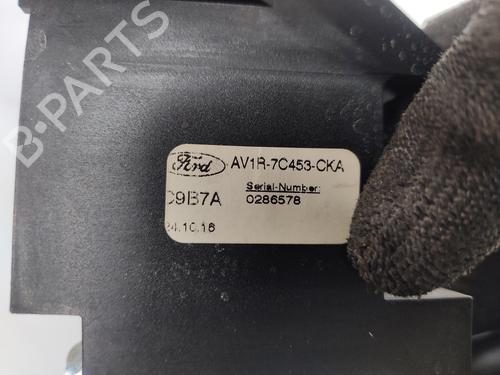 B-PARTS
Ford AV1R-7C453-CKA
C9B7A Serial-Number:
0286578
24.10.16